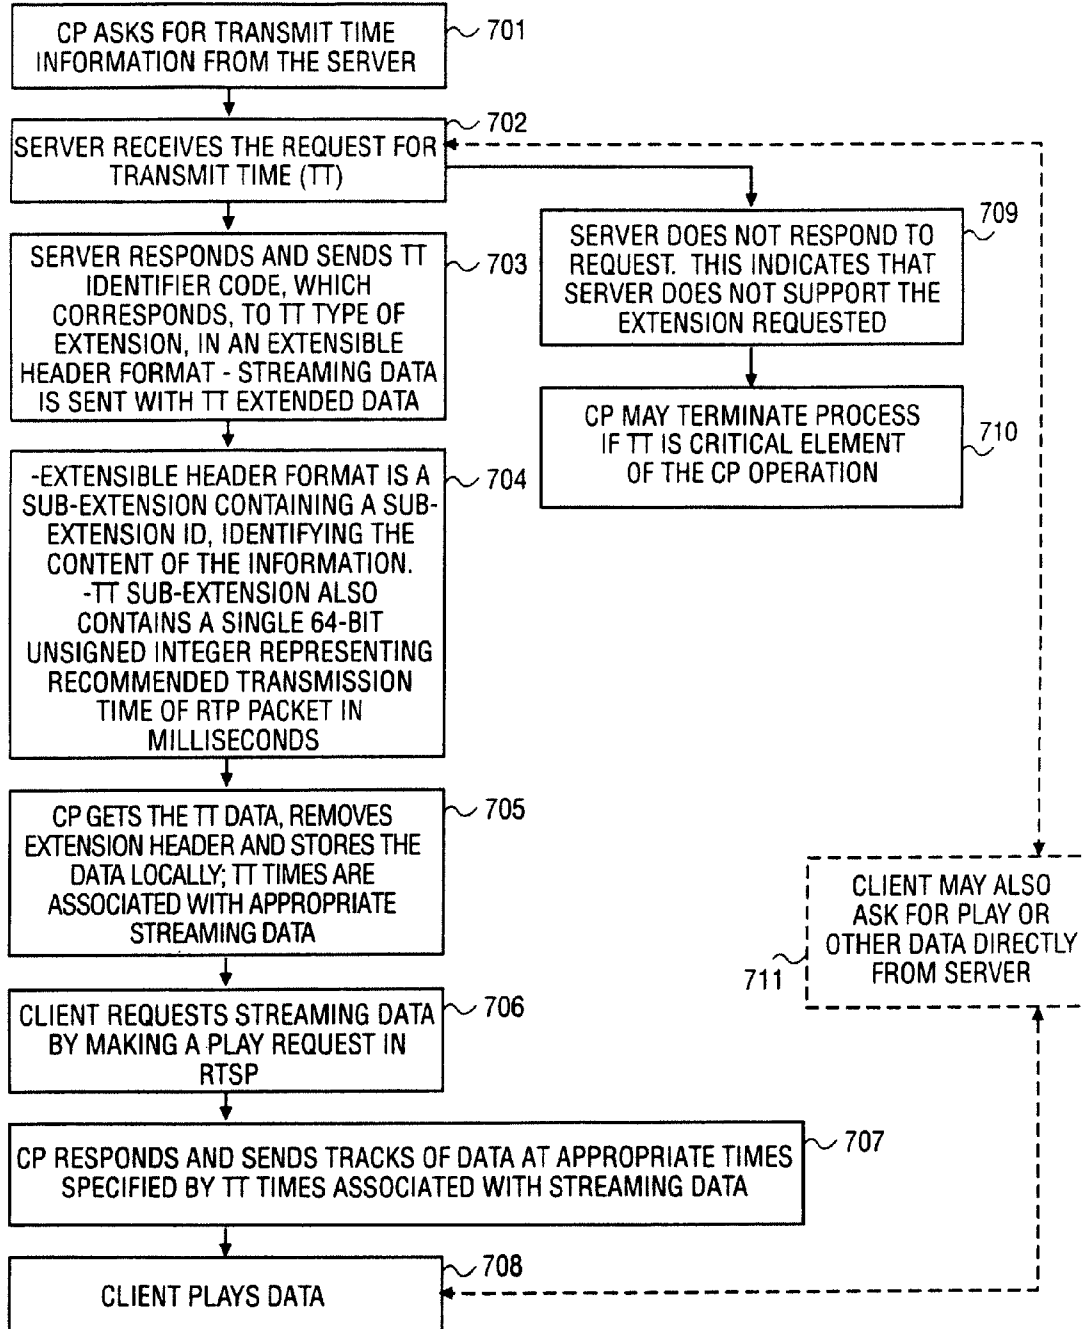 CP ASKS FOR TRANSMIT TIME
INFORMATION FROM THE SERVER
701
SERVER RECEIVES THE REQUEST FOR
TRANSMIT TIME (TT)
702
SERVER RESPONDS AND SENDS TT
IDENTIFIER CODE, WHICH
CORRESPONDS, TO TT TYPE OF
EXTENSION, IN AN EXTENSIBLE
HEADER FORMAT - STREAMING DATA
IS SENT WITH TT EXTENDED DATA
703
SERVER DOES NOT RESPOND TO
REQUEST. THIS INDICATES THAT
SERVER DOES NOT SUPPORT THE
EXTENSION REQUESTED
709
CP MAY TERMINATE PROCESS
IF TT IS CRITICAL ELEMENT
OF THE CP OPERATION
710
-EXTENSIBLE HEADER FORMAT IS A
SUB-EXTENSION CONTAINING A SUB-
EXTENSION ID, IDENTIFYING THE
CONTENT OF THE INFORMATION.
-TT SUB-EXTENSION ALSO
CONTAINS A SINGLE 64-BIT
UNSIGNED INTEGER REPRESENTING
RECOMMENDED TRANSMISSION
TIME OF RTP PACKET IN
MILLISECONDS
704
CP GETS THE TT DATA, REMOVES
EXTENSION HEADER AND STORES THE
DATA LOCALLY; TT TIMES ARE
ASSOCIATED WITH APPROPRIATE
STREAMING DATA
705
CLIENT MAY ALSO
ASK FOR PLAY OR
OTHER DATA DIRECTLY
FROM SERVER
711
CLIENT REQUESTS STREAMING DATA
BY MAKING A PLAY REQUEST IN
RTSP
706
CP RESPONDS AND SENDS TRACKS OF DATA AT APPROPRIATE TIMES
SPECIFIED BY TT TIMES ASSOCIATED WITH STREAMING DATA
707
CLIENT PLAYS DATA
708